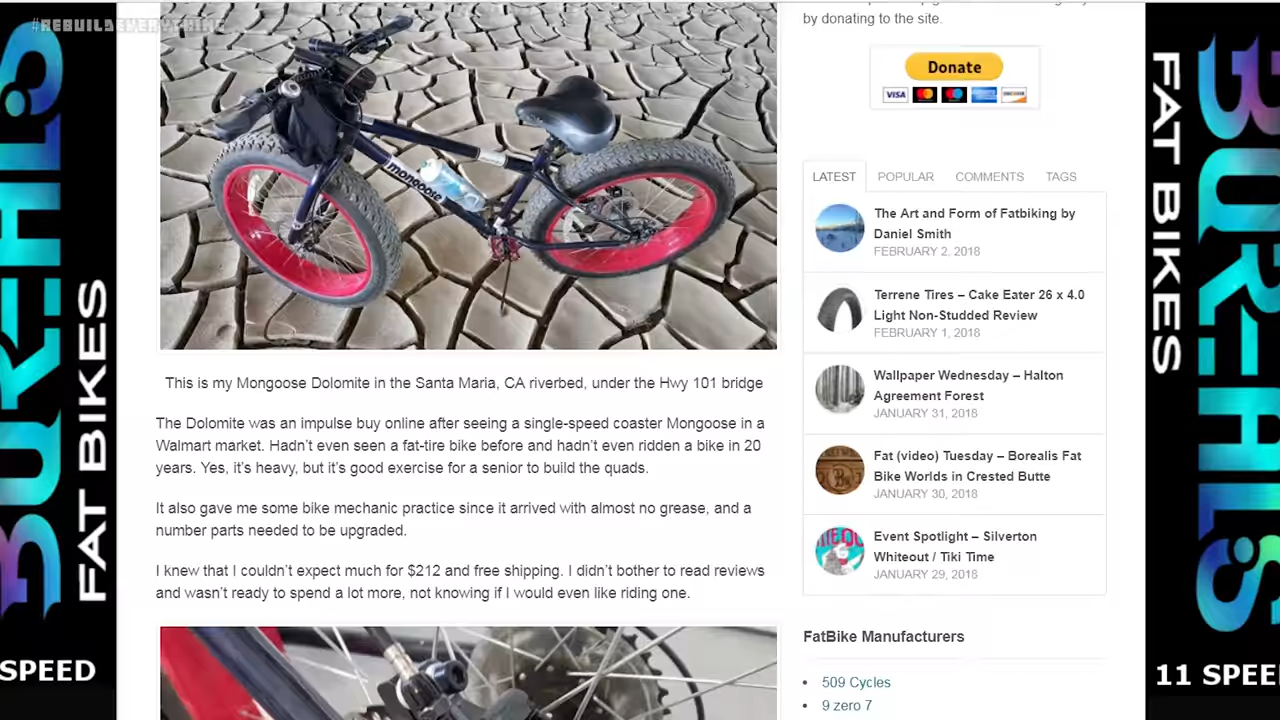 #REBUILDEVERYTHING
by donating to the site.
Donate
VISA
mongoose
This is my Mongoose Dolomite in the Santa Maria, CA riverbed, under the Hwy 101 bridge
The Dolomite was an impulse buy online after seeing a single-speed coaster Mongoose in a
Walmart market. Hadn’t even seen a fat-tire bike before and hadn’t even ridden a bike in 20
years. Yes, it’s heavy, but it’s good exercise for a senior to build the quads.
It also gave me some bike mechanic practice since it arrived with almost no grease, and a
number parts needed to be upgraded.
I knew that I couldn’t expect much for $212 and free shipping. I didn’t bother to read reviews
and wasn’t ready to spend a lot more, not knowing if I would even like riding one.
LATEST
POPULAR
COMMENTS
TAGS
The Art and Form of Fatbiking by
Daniel Smith
FEBRUARY 2, 2018
Terrene Tires – Cake Eater 26 x 4.0
Light Non-Studded Review
FEBRUARY 1, 2018
Wallpaper Wednesday – Halton
Agreement Forest
JANUARY 31, 2018
Fat (video) Tuesday – Borealis Fat
Bike Worlds in Crested Butte
JANUARY 30, 2018
Event Spotlight – Silverton
Whiteout / Tiki Time
JANUARY 29, 2018
FatBike Manufacturers
509 Cycles
9 zero 7
FAT BIKES
SPEED
FAT BIKES
11 SPEE